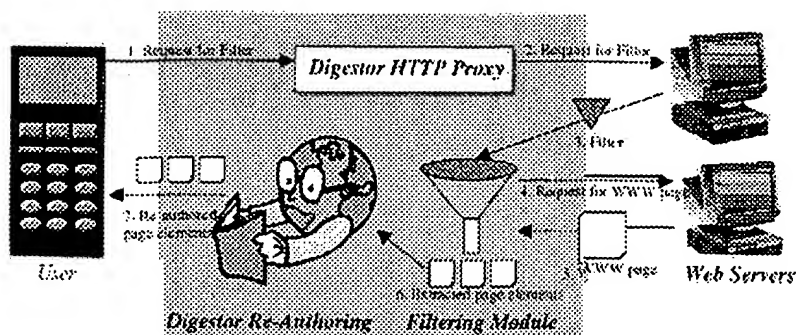 1. Request for Filter
Digestor HTTP Proxy
2. Request for Filter
3. Filter
4. Request for WWW page
7. Re-authored
page elements
5. WWW page
6. Extracted page elements
User
Web Servers
Digestor Re-Authoring
Filtering Module